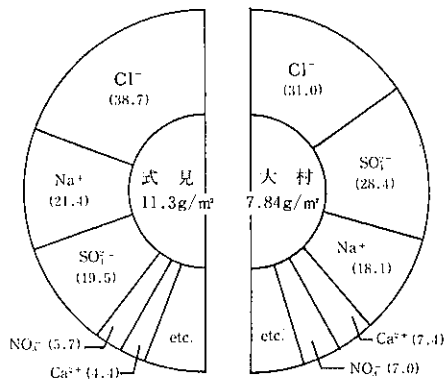 Cl⁻
(38.7)
Na⁺
(21.4)
SO₄²⁻
(19.5)
NO₃⁻(5.7)
Ca²⁺(4.4)
etc.
式見
11.3g/m²
Cl⁻
(31.0)
SO₄²⁻
(28.4)
Na⁺
(18.1)
Ca²⁺(7.4)
NO₃⁻(7.0)
etc.
大村
7.84g/m²